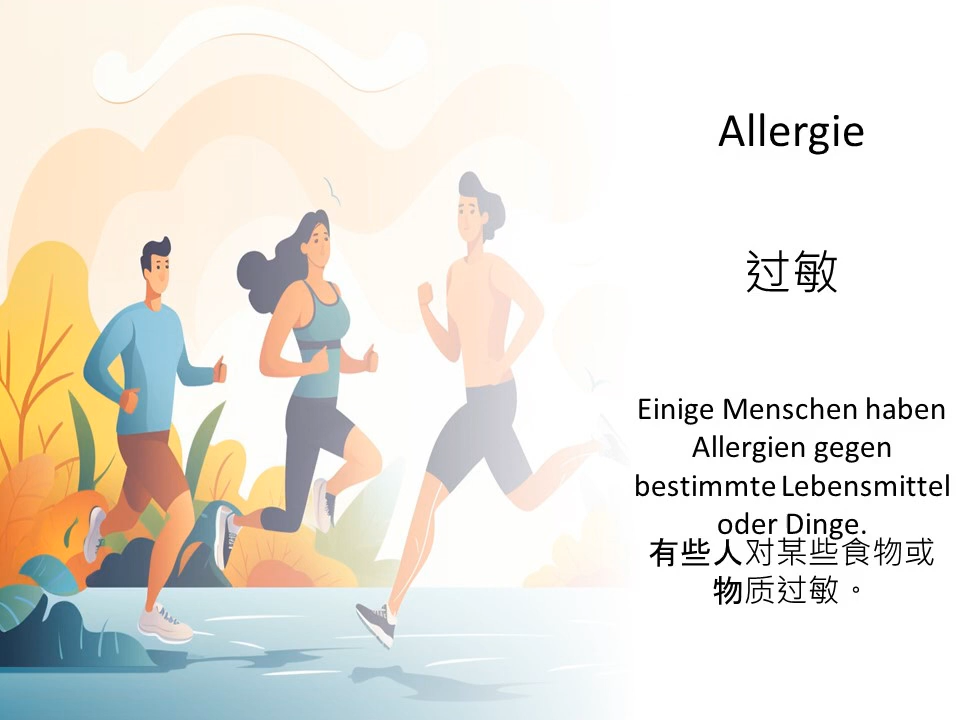 Allergie
过敏
Einige Menschen haben
Allergien gegen
bestimmte Lebensmittel
oder Dinge.
有些人对某些食物或
物质过敏。